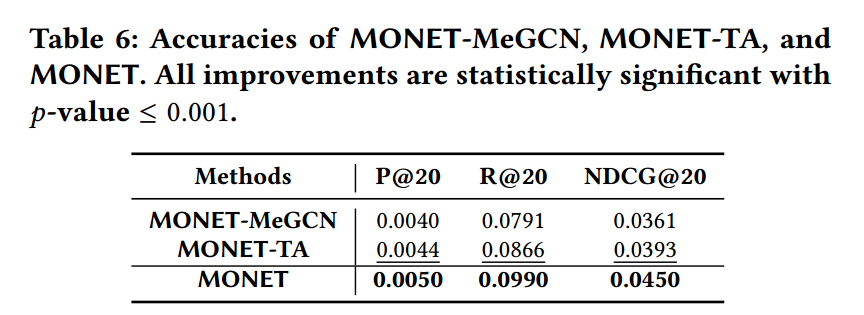 Table 6: Accuracies of MONET-MeGCN, MONET-TA, and
MONET. All improvements are statistically significant with
p-value ≤ 0.001.
Methods P@20 R@20 NDCG@20
MONET-MeGCN 0.0040 0.0791 0.0361
MONET-TA 0.0044 0.0866 0.0393
MONET 0.0050 0.0990 0.0450